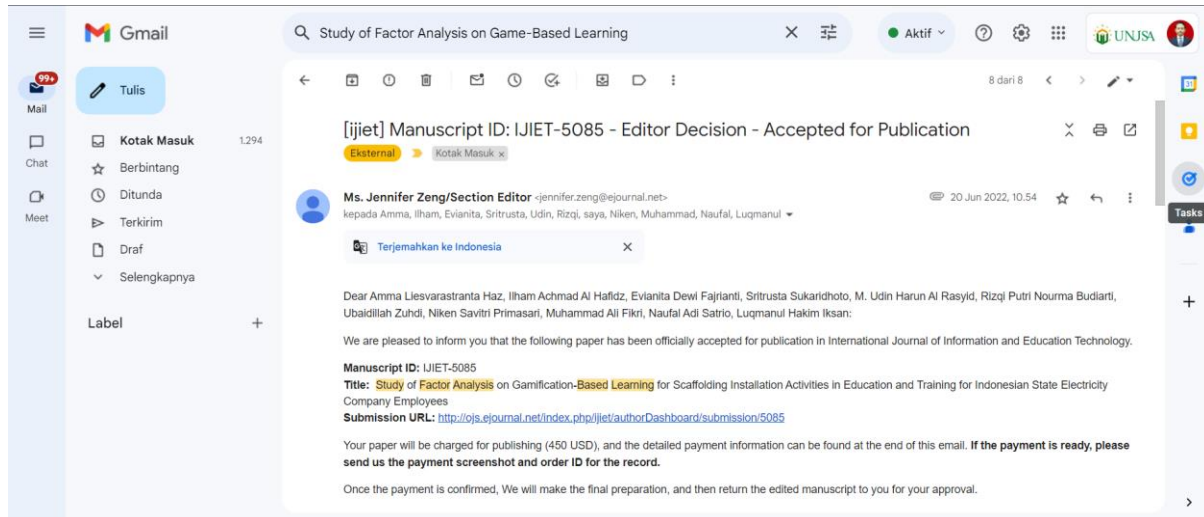 Gmail
Study of Factor Analysis on Game-Based Learning
Aktif
UNUSA
99+
Mail
Chat
Meet
Tulis
Kotak Masuk 1.294
Berbintang
Ditunda
Terkirim
Draf
Selengkapnya
Label
8 dari 8
31
Tasks
[ijiet] Manuscript ID: IJIET-5085 - Editor Decision - Accepted for Publication
Eksternal Kotak Masuk x
Ms. Jennifer Zeng/Section Editor <jennifer.zeng@ejournal.net> 20 Jun 2022, 10.54
kepada Amma, Ilham, Evianita, Sritrusta, Udin, Rizqi, saya, Niken, Muhammad, Naufal, Luqmanul
Terjemahkan ke Indonesia
Dear Amma Liesvarastranta Haz, Ilham Achmad Al Hafidz, Evianita Dewi Fajrianti, Sritrusta Sukaridhoto, M. Udin Harun Al Rasyid, Rizqi Putri Nourma Budiarti,
Ubaidillah Zuhdi, Niken Savitri Primasari, Muhammad Ali Fikri, Naufal Adi Satrio, Luqmanul Hakim Iksan:
We are pleased to inform you that the following paper has been officially accepted for publication in International Journal of Information and Education Technology.
Manuscript ID: IJIET-5085
Title: Study of Factor Analysis on Gamification-Based Learning for Scaffolding Installation Activities in Education and Training for Indonesian State Electricity
Company Employees
Submission URL: http://ojs.ejournal.net/index.php/ijiet/authorDashboard/submission/5085
Your paper will be charged for publishing (450 USD), and the detailed payment information can be found at the end of this email. If the payment is ready, please
send us the payment screenshot and order ID for the record.
Once the payment is confirmed, We will make the final preparation, and then return the edited manuscript to you for your approval.